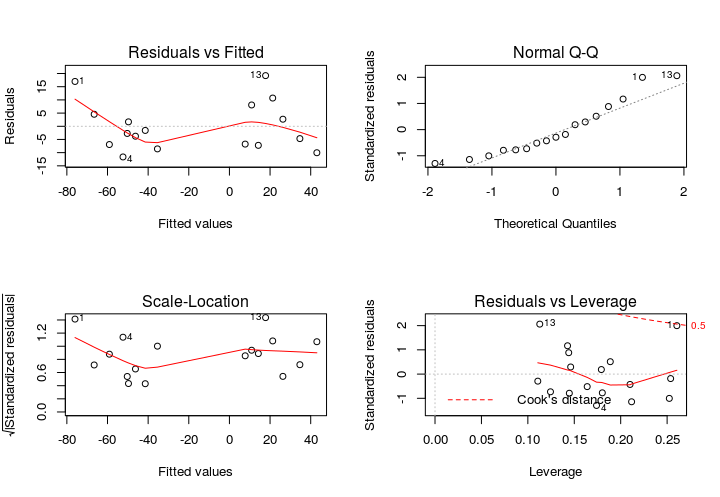 Residuals vs Fitted
Residuals
15
5
-5
-15
1
13
4
-80 -60 -40 -20 0 20 40
Fitted values
Normal Q-Q
Standardized residuals
2
1
0
-1
1
13
4
-2 -1 0 1 2
Theoretical Quantiles
Scale-Location
√|Standardized residuals|
1.2
0.6
0.0
1
13
4
-80 -60 -40 -20 0 20 40
Fitted values
Residuals vs Leverage
Standardized residuals
2
1
0
-1
13
1
0.5
Cook's distance
4
0.00 0.05 0.10 0.15 0.20 0.25
Leverage